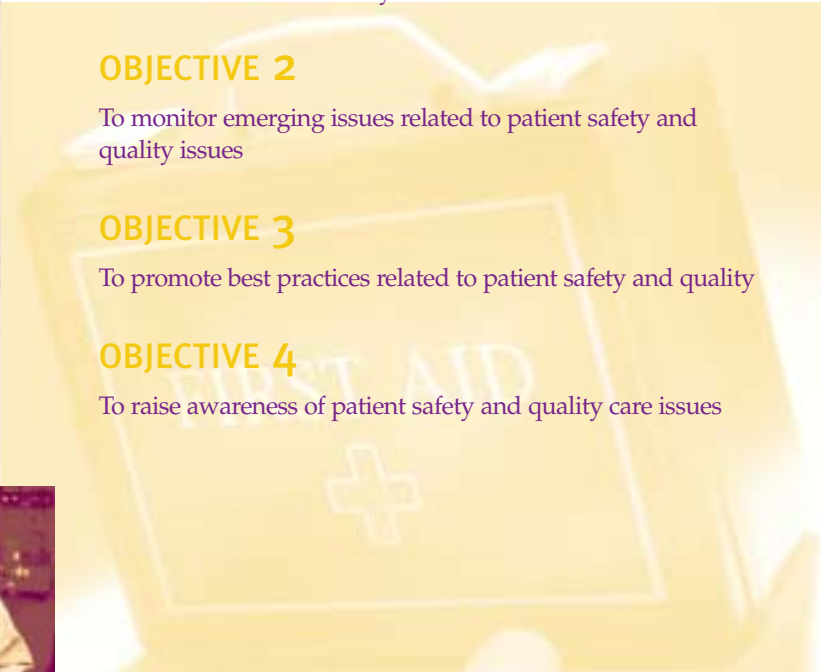 OBJECTIVE 2
To monitor emerging issues related to patient safety and
quality issues
OBJECTIVE 3
To promote best practices related to patient safety and quality
OBJECTIVE 4
FIRST AID
To raise awareness of patient safety and quality care issues